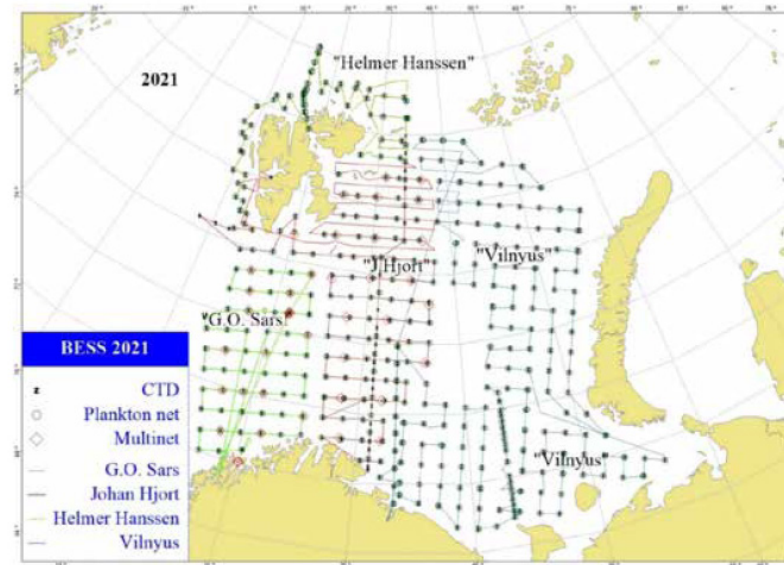 "Helmer Hanssen"
2021
"Vilnyus"
"J.Hjort"
"G.O. Sars"
BESS 2021
CTD
Plankton net
Multinet
G.O. Sars
Johan Hjort
Helmer Hanssen
Vilnyus
"Vilnyus"